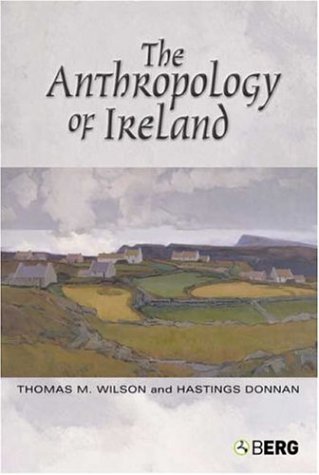 The
Anthropology
of Ireland
THOMAS M. WILSON and HASTINGS DONNAN
BERG